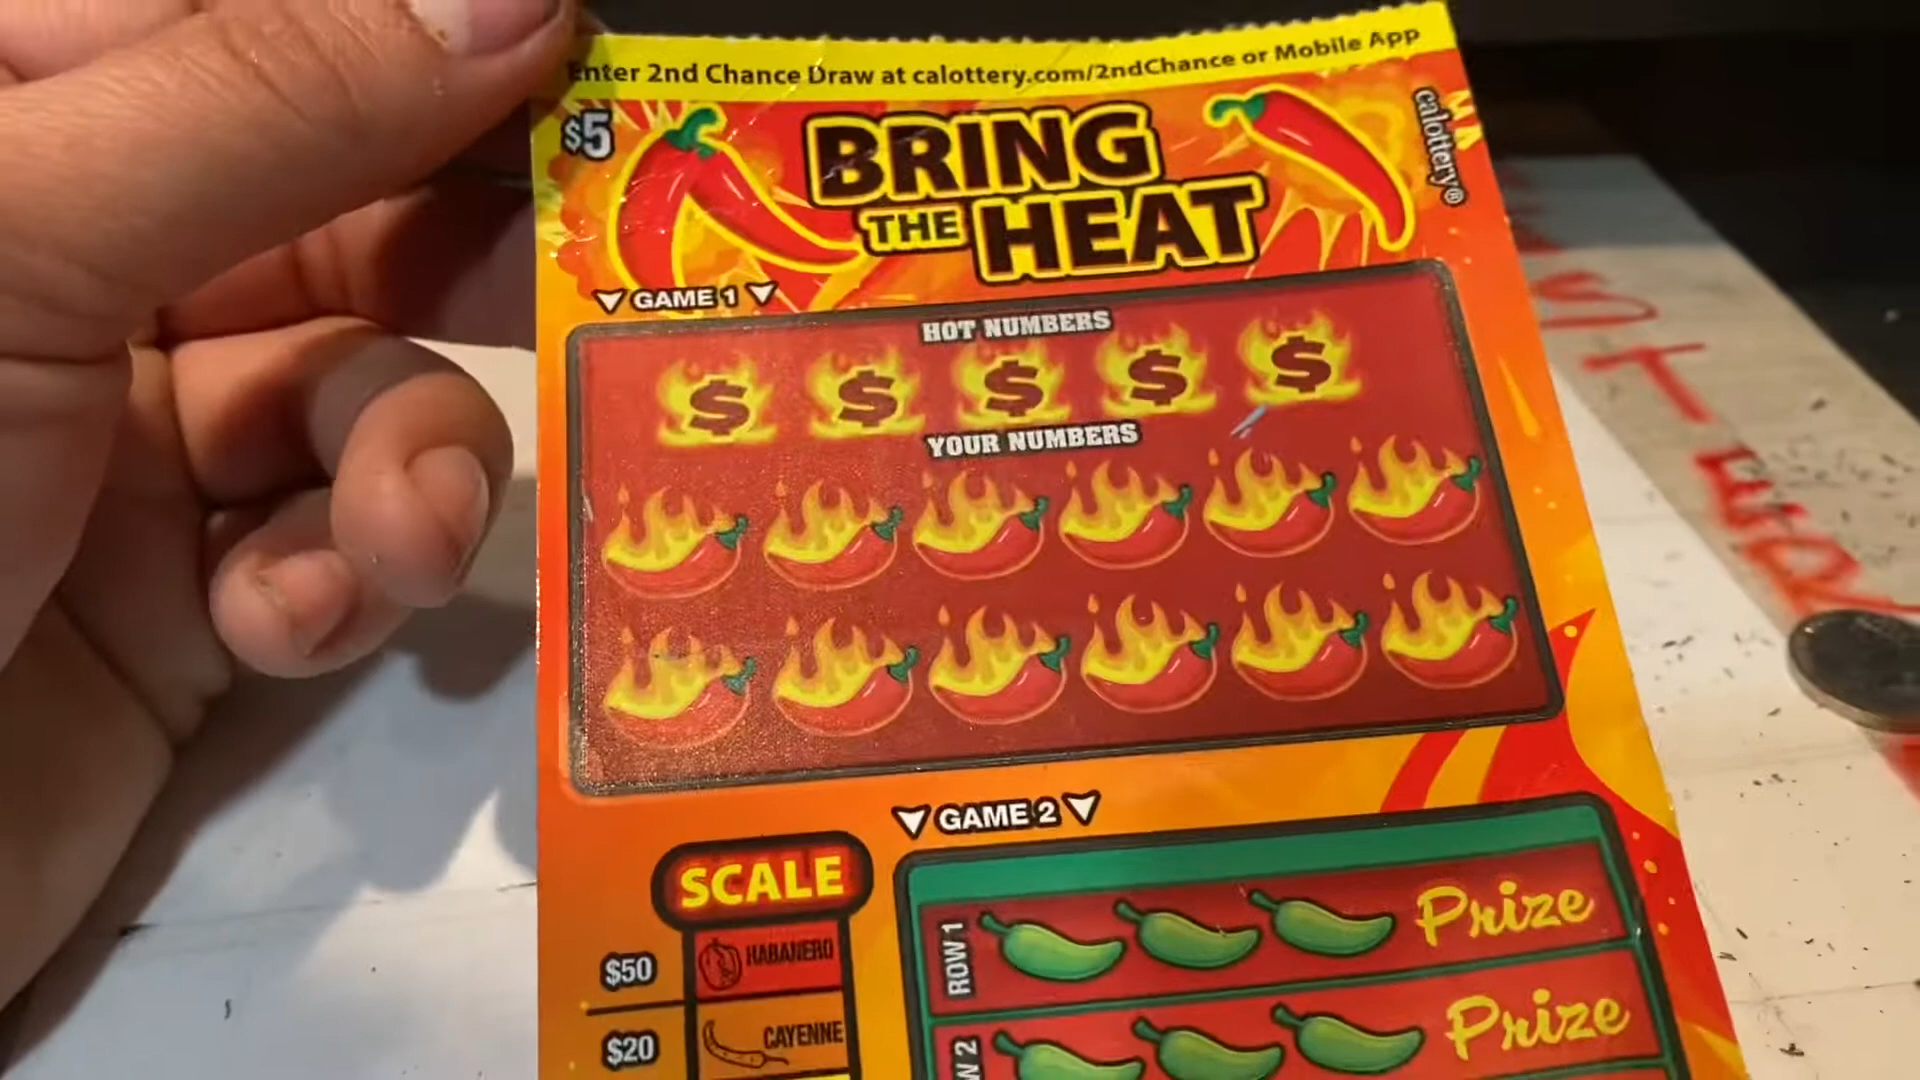 Enter 2nd Chance Draw at calottery.com/2ndChance or Mobile App
$5
BRING
THE HEAT
calottery®
GAME 1
HOT NUMBERS
$ $ $ $ $
YOUR NUMBERS
GAME 2
SCALE
$50 HABANERO
$20 CAYENNE
ROW 1 Prize
W 2 Prize